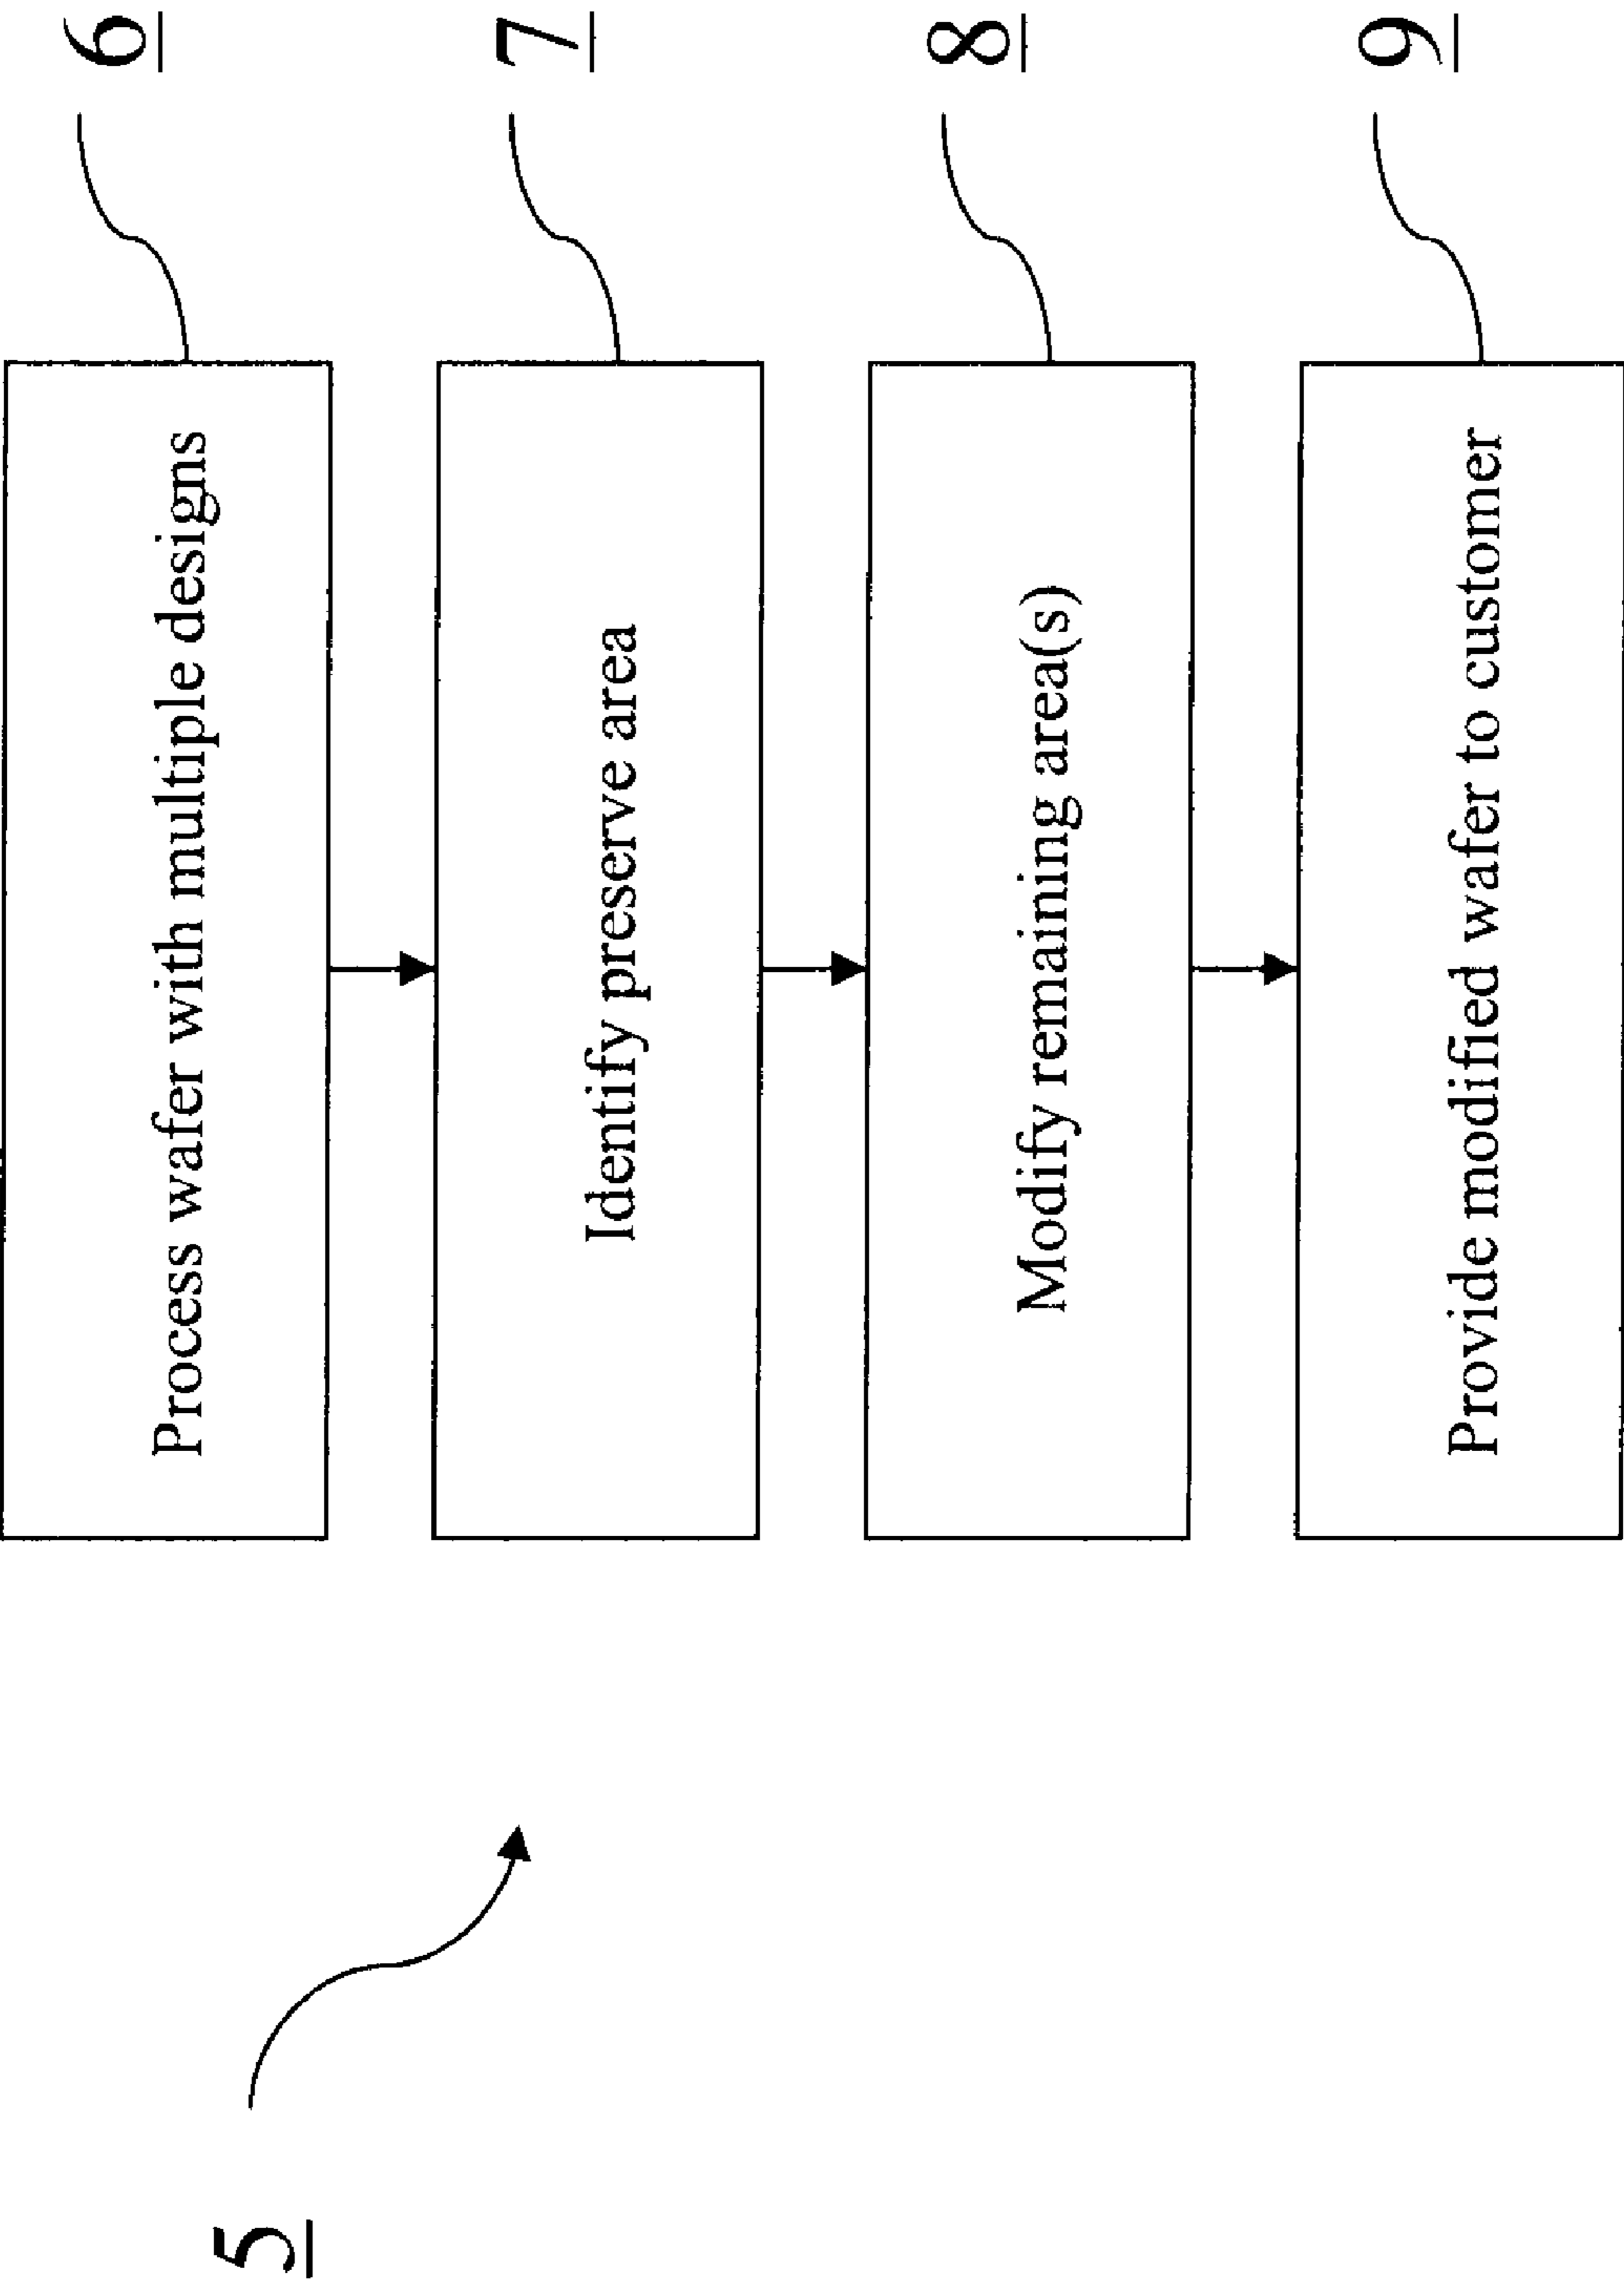 5
Process wafer with multiple designs
6
Identify preserve area
7
Modify remaining area(s)
8
Provide modified wafer to customer
9